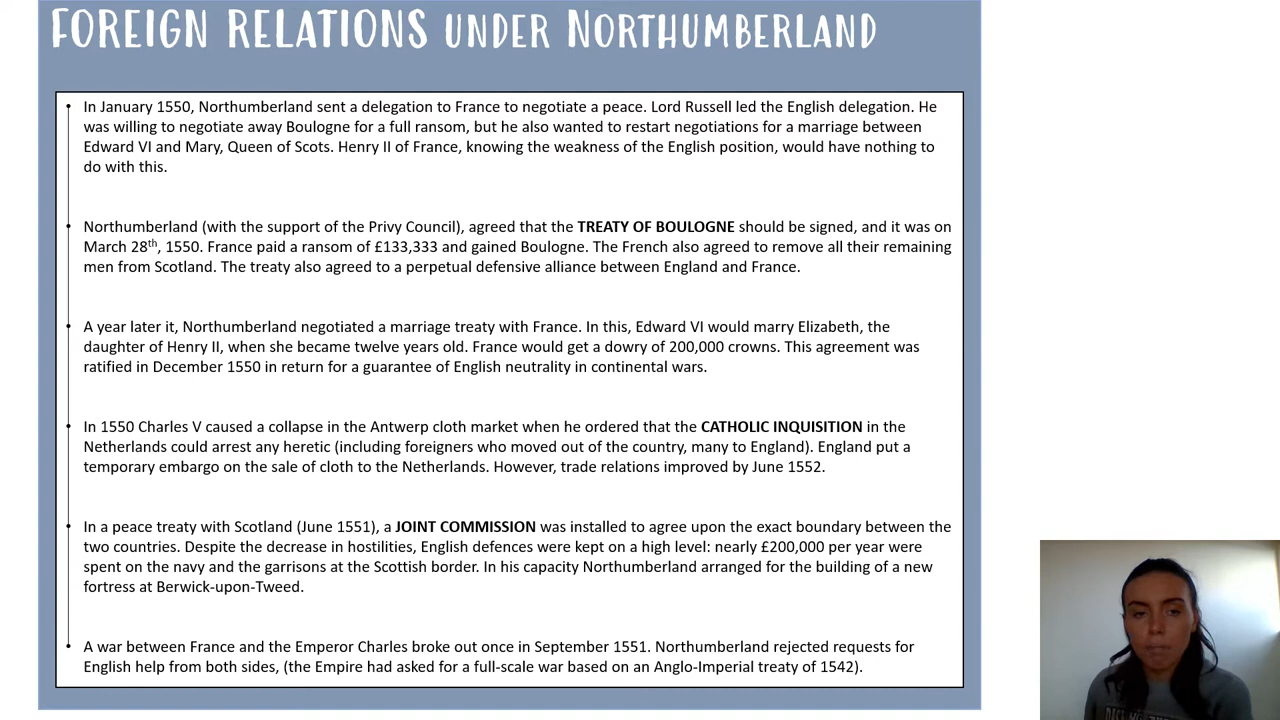 FOREIGN RELATIONS UNDER NORTHUMBERLAND
• In January 1550, Northumberland sent a delegation to France to negotiate a peace. Lord Russell led the English delegation. He
was willing to negotiate away Boulogne for a full ransom, but he also wanted to restart negotiations for a marriage between
Edward VI and Mary, Queen of Scots. Henry II of France, knowing the weakness of the English position, would have nothing to
do with this.
• Northumberland (with the support of the Privy Council), agreed that the TREATY OF BOULOGNE should be signed, and it was on
March 28th, 1550. France paid a ransom of £133,333 and gained Boulogne. The French also agreed to remove all their remaining
men from Scotland. The treaty also agreed to a perpetual defensive alliance between England and France.
• A year later it, Northumberland negotiated a marriage treaty with France. In this, Edward VI would marry Elizabeth, the
daughter of Henry II, when she became twelve years old. France would get a dowry of 200,000 crowns. This agreement was
ratified in December 1550 in return for a guarantee of English neutrality in continental wars.
• In 1550 Charles V caused a collapse in the Antwerp cloth market when he ordered that the CATHOLIC INQUISITION in the
Netherlands could arrest any heretic (including foreigners who moved out of the country, many to England). England put a
temporary embargo on the sale of cloth to the Netherlands. However, trade relations improved by June 1552.
• In a peace treaty with Scotland (June 1551), a JOINT COMMISSION was installed to agree upon the exact boundary between the
two countries. Despite the decrease in hostilities, English defences were kept on a high level: nearly £200,000 per year were
spent on the navy and the garrisons at the Scottish border. In his capacity Northumberland arranged for the building of a new
fortress at Berwick-upon-Tweed.
• A war between France and the Emperor Charles broke out once in September 1551. Northumberland rejected requests for
English help from both sides, (the Empire had asked for a full-scale war based on an Anglo-Imperial treaty of 1542).